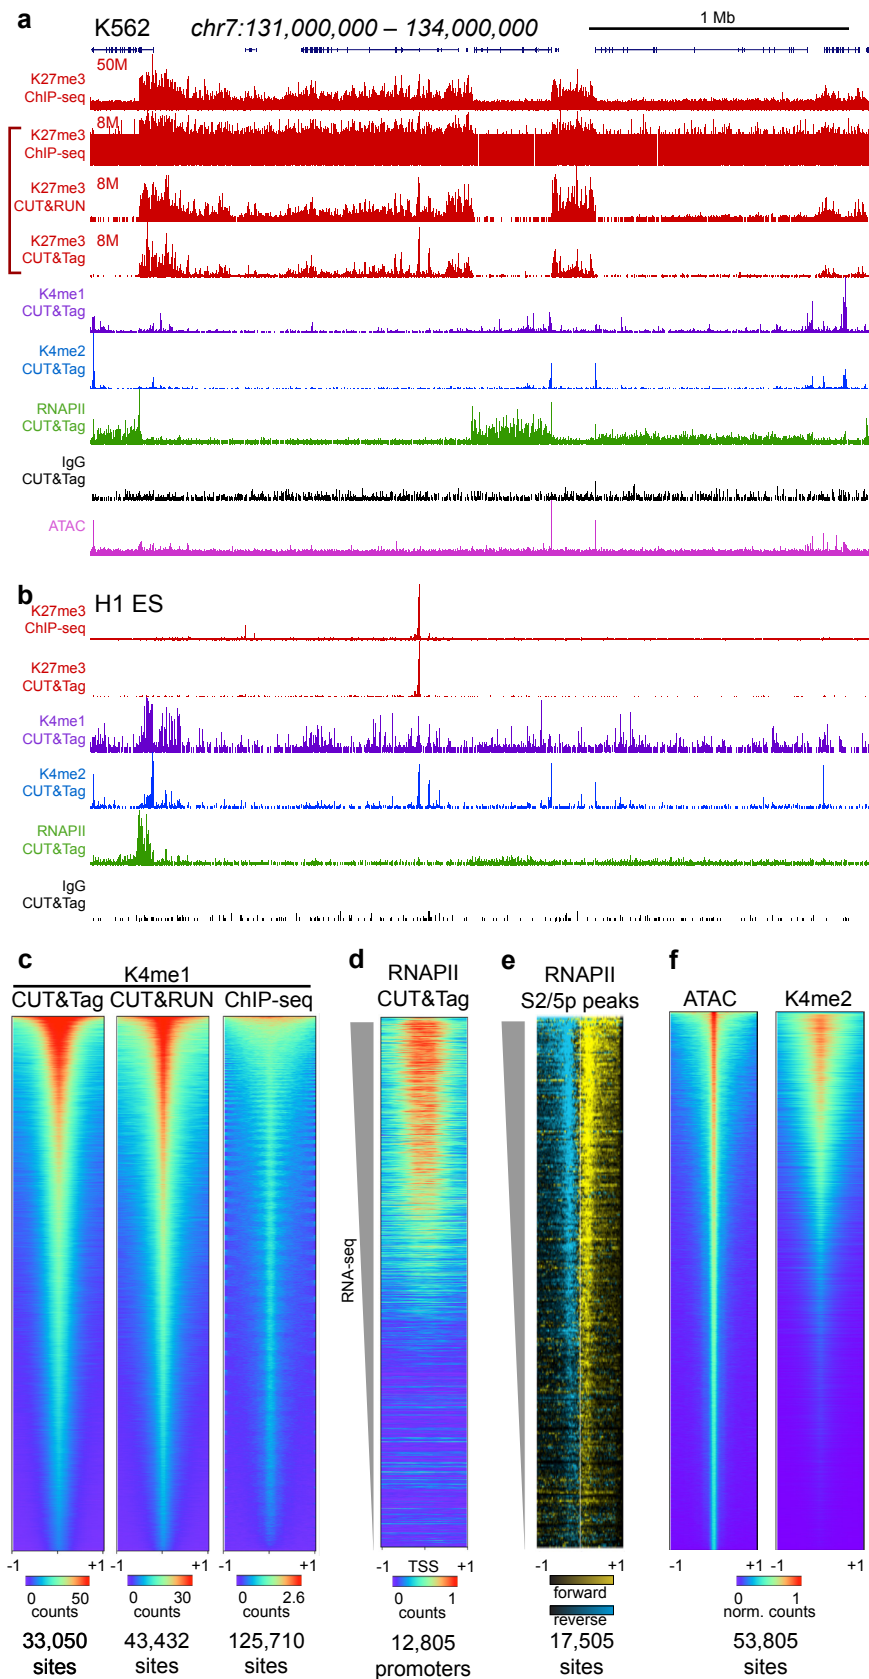 a
K562 chr7:131,000,000 – 134,000,000
1 Mb
50M
K27me3
ChIP-seq
8M
K27me3
ChIP-seq
8M
K27me3
CUT&RUN
8M
K27me3
CUT&Tag
K4me1
CUT&Tag
K4me2
CUT&Tag
RNAPII
CUT&Tag
IgG
CUT&Tag
ATAC
b
H1 ES
K27me3
ChIP-seq
K27me3
CUT&Tag
K4me1
CUT&Tag
K4me2
CUT&Tag
RNAPII
CUT&Tag
IgG
CUT&Tag
c
K4me1
CUT&Tag CUT&RUN ChIP-seq
-1 +1 -1 +1 -1 +1
0 50 0 30 0 2.6
counts counts counts
33,050 43,432 125,710
sites sites sites
d
RNAPII
CUT&Tag
RNA-seq
-1 TSS +1
0 1
counts
12,805
promoters
e
RNAPII
S2/5p peaks
-1 +1
forward
reverse
17,505
sites
f
ATAC K4me2
-1 +1 -1 +1
0 1
norm. counts
53,805
sites